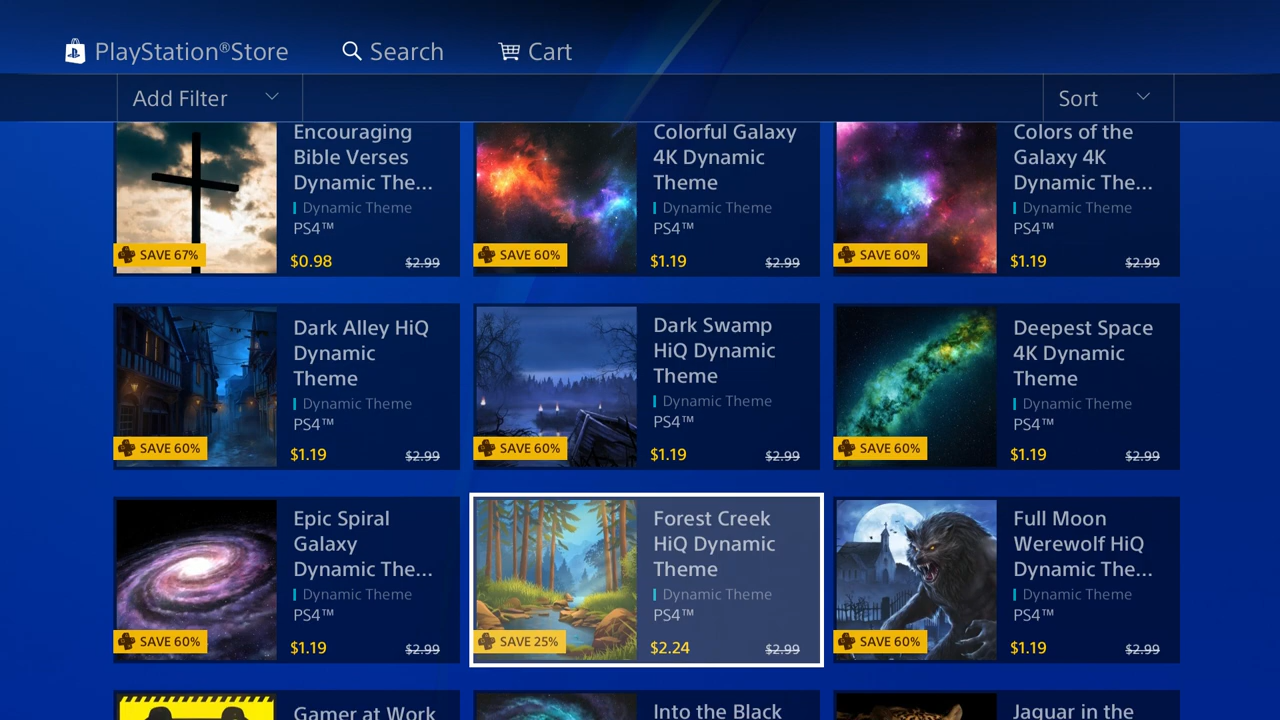 PlayStation®Store
Search
Cart
Add Filter
Sort
Encouraging
Bible Verses
Dynamic The...
Dynamic Theme
PS4™
SAVE 67%
$0.98
$2.99
Colorful Galaxy
4K Dynamic
Theme
Dynamic Theme
PS4™
SAVE 60%
$1.19
$2.99
Colors of the
Galaxy 4K
Dynamic The...
Dynamic Theme
PS4™
SAVE 60%
$1.19
$2.99
Dark Alley HiQ
Dynamic
Theme
Dynamic Theme
PS4™
SAVE 60%
$1.19
$2.99
Dark Swamp
HiQ Dynamic
Theme
Dynamic Theme
PS4™
SAVE 60%
$1.19
$2.99
Deepest Space
4K Dynamic
Theme
Dynamic Theme
PS4™
SAVE 60%
$1.19
$2.99
Epic Spiral
Galaxy
Dynamic The...
Dynamic Theme
PS4™
SAVE 60%
$1.19
$2.99
Forest Creek
HiQ Dynamic
Theme
Dynamic Theme
PS4™
SAVE 25%
$2.24
$2.99
Full Moon
Werewolf HiQ
Dynamic The...
Dynamic Theme
PS4™
SAVE 60%
$1.19
$2.99
Gamer at Work
Into the Black
Jaguar in the